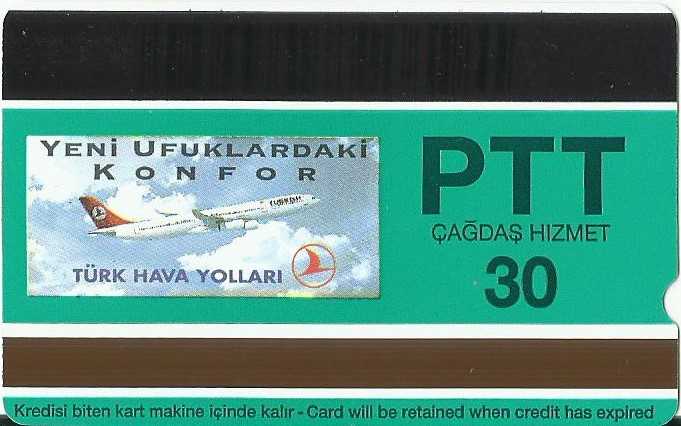 YENİ UFUKLARDAKİ
KONFOR
TURKISH
TÜRK HAVA YOLLARI
PTT
ÇAĞDAŞ HIZMET
30
Kredisi biten kart makine içinde kalır - Card will be retained when credit has expired